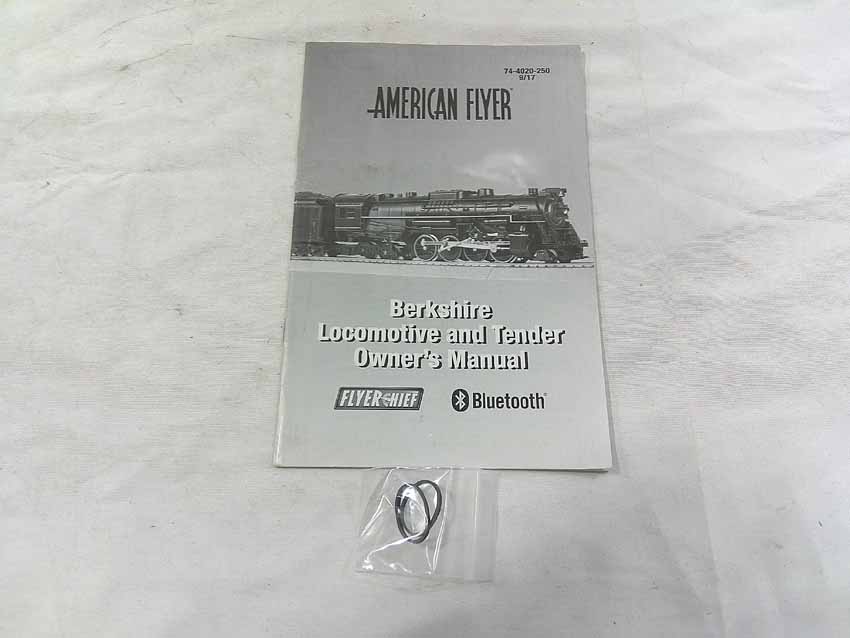 74-4020-250
9/17
AMERICAN FLYER
Berkshire
Locomotive and Tender
Owner's Manual
FLYERCHIEF
Bluetooth®